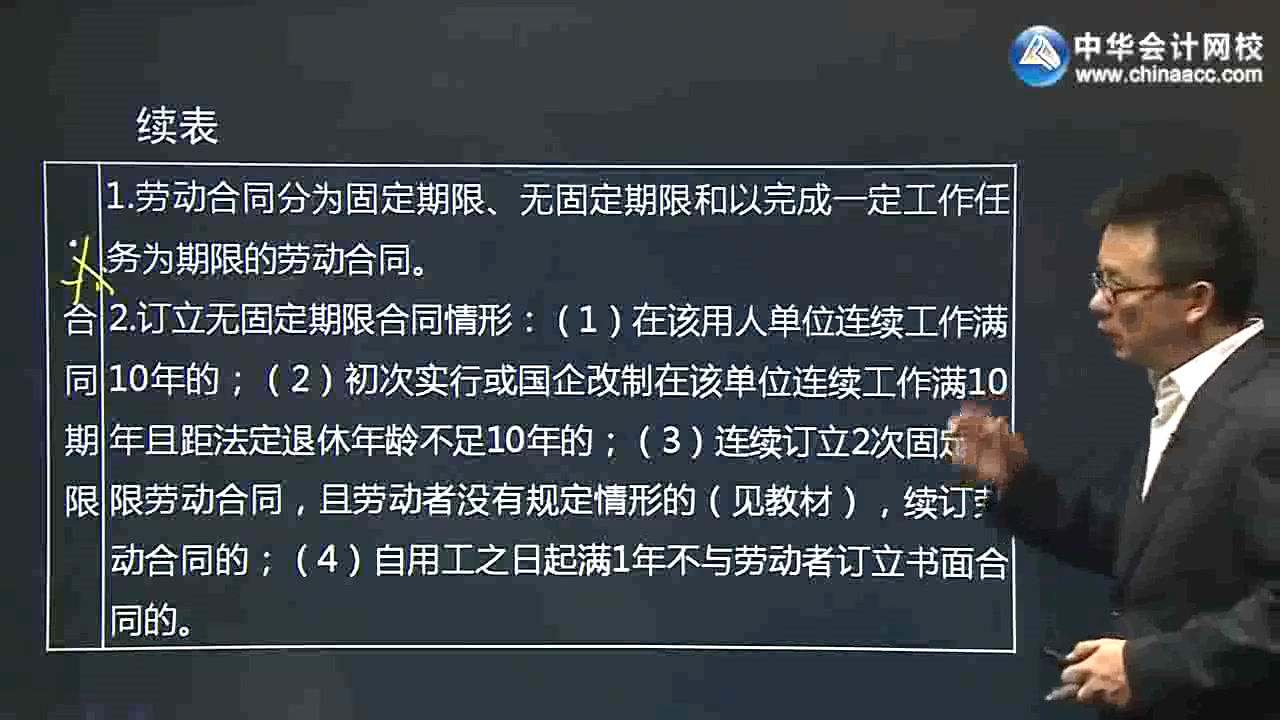 中华会计网校
www.chinaacc.com
续表
合同期限
1.劳动合同分为固定期限、无固定期限和以完成一定工作任
务为期限的劳动合同。
2.订立无固定期限合同情形：（1）在该用人单位连续工作满
10年的；（2）初次实行或国企改制在该单位连续工作满10
年且距法定退休年龄不足10年的；（3）连续订立2次固定
限劳动合同，且劳动者没有规定情形的（见教材），续订
动合同的；（4）自用工之日起满1年不与劳动者订立书面合
同的。